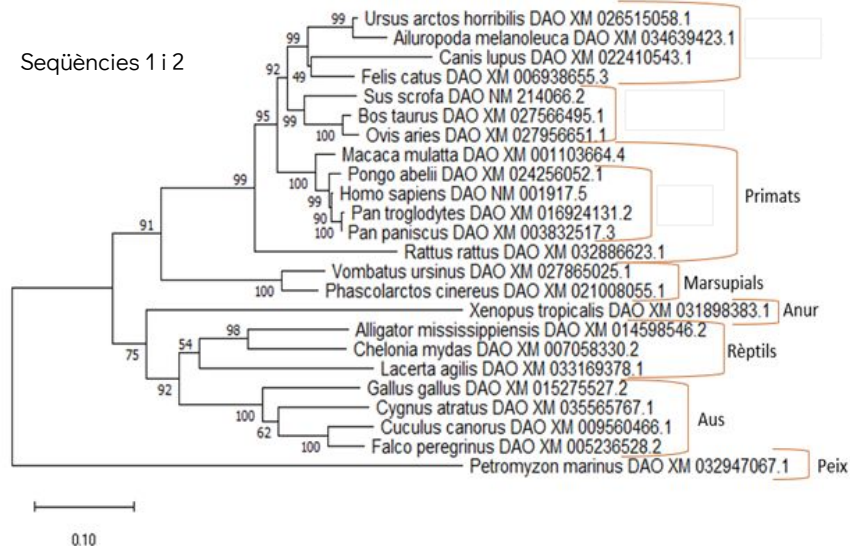 Seqüències 1 i 2
99
Ursus arctos horribilis DAO XM 026515058.1
99
Ailuropoda melanoleuca DAO XM 034639423.1
Canis lupus DAO XM 022410543.1
92
49
Felis catus DAO XM 006938655.3
Sus scrofa DAO NM 214066.2
95
99
Bos taurus DAO XM 027566495.1
100
Ovis aries DAO XM 027956651.1
Macaca mulatta DAO XM 001103664.4
Pongo abelii DAO XM 024256052.1
99
100
Homo sapiens DAO NM 001917.5
Primats
99
Pan troglodytes DAO XM 016924131.2
90
100
Pan paniscus DAO XM 003832517.3
91
Rattus rattus DAO XM 032886623.1
Vombatus ursinus DAO XM 027865025.1
Marsupials
100
Phascolarctos cinereus DAO XM 021008055.1
Xenopus tropicalis DAO XM 031898383.1
Anur
98
Alligator mississippiensis DAO XM 014598546.2
75
54
Chelonia mydas DAO XM 007058330.2
Rèptils
Lacerta agilis DAO XM 033169378.1
92
Gallus gallus DAO XM 015275527.2
100
Cygnus atratus DAO XM 035565767.1
Aus
62
Cuculus canorus DAO XM 009560466.1
100
Falco peregrinus DAO XM 005236528.2
Petromyzon marinus DAO XM 032947067.1
Peix
0.10